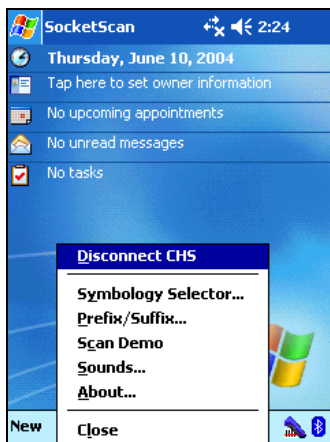 SocketScan 2:24
Thursday, June 10, 2004
Tap here to set owner information
No upcoming appointments
No unread messages
No tasks
Disconnect CHS
Symbology Selector...
Prefix/Suffix...
Scan Demo
Sounds...
About...
Close
New